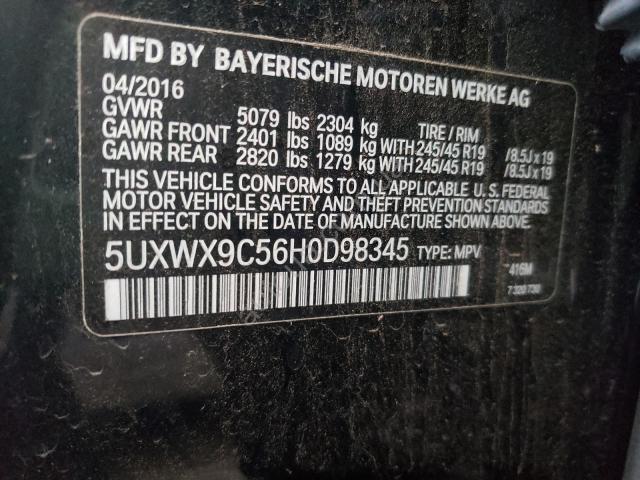 MFD BY BAYERISCHE MOTOREN WERKE AG
04/2016
GVWR 5079 lbs 2304 kg TIRE / RIM
GAWR FRONT 2401 lbs 1089 kg WITH 245/45 R19 /8.5J x 19
GAWR REAR 2820 lbs 1279 kg WITH 245/45 R19 /8.5J x 19
THIS VEHICLE CONFORMS TO ALL APPLICABLE U. S. FEDERAL
MOTOR VEHICLE SAFETY AND THEFT PREVENTION STANDARDS
IN EFFECT ON THE DATE OF MANUFACTURE SHOWN ABOVE.
5UXWX9C56H0D98345 TYPE: MPV
*416M
7 320 730